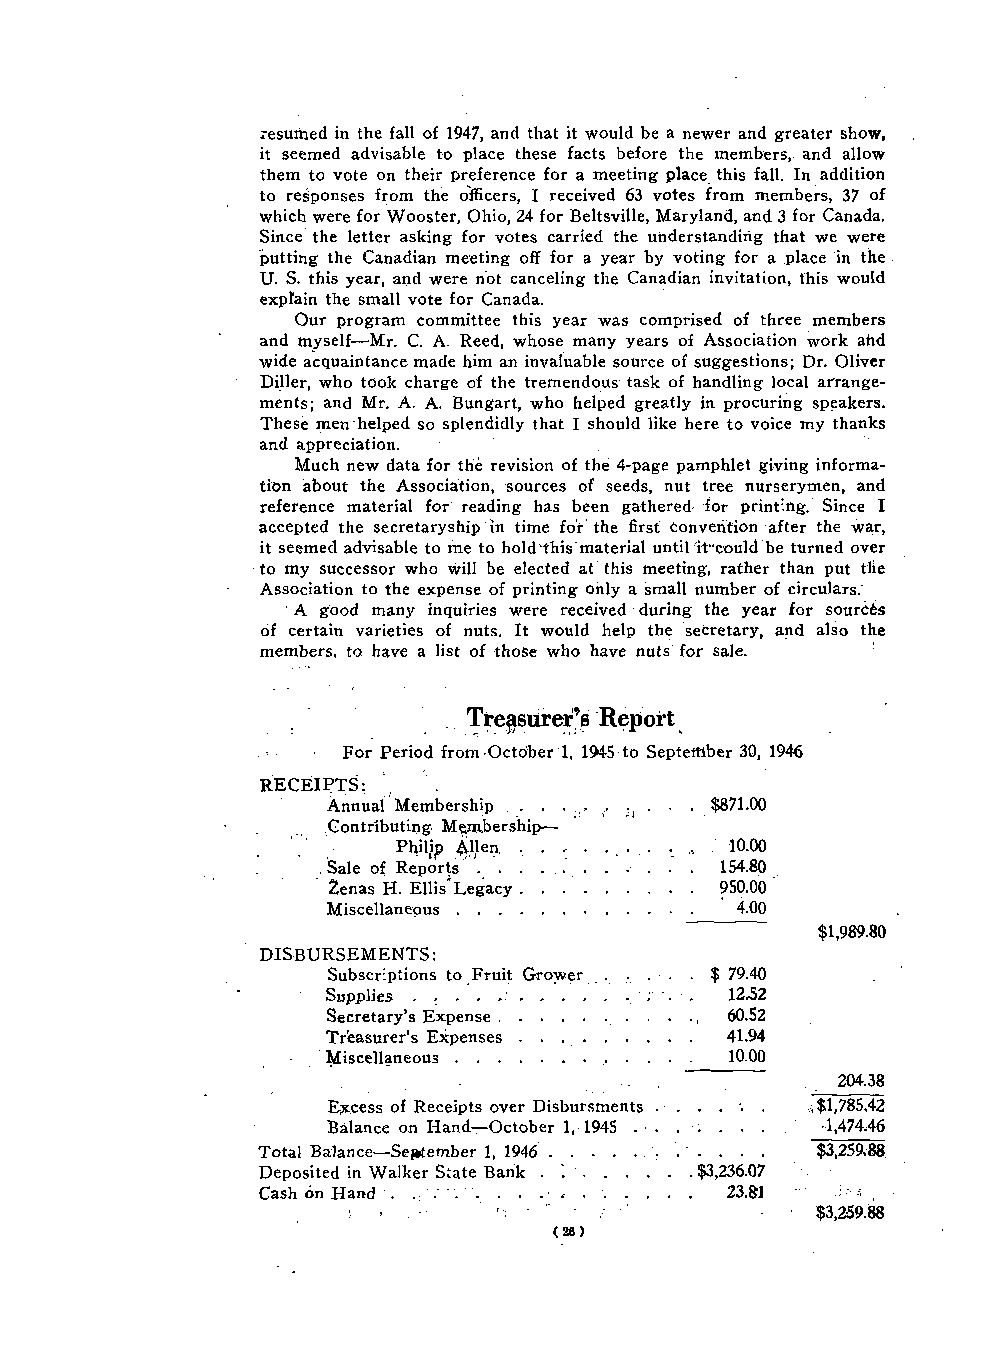 resumed in the fall of 1947, and that it would be a newer and greater show,
it seemed advisable to place these facts before the members, and allow
them to vote on their preference for a meeting place this fall. In addition
to responses from the officers, I received 63 votes from members, 37 of
which were for Wooster, Ohio, 24 for Beltsville, Maryland, and 3 for Canada.
Since the letter asking for votes carried the understanding that we were
putting the Canadian meeting off for a year by voting for a place in the
U. S. this year, and were not canceling the Canadian invitation, this would
explain the small vote for Canada.
Our program committee this year was comprised of three members
and myself—Mr. C. A. Reed, whose many years of Association work and
wide acquaintance made him an invaluable source of suggestions; Dr. Oliver
Diller, who took charge of the tremendous task of handling local arrange-
ments; and Mr. A. A. Bungart, who helped greatly in procuring speakers.
These men helped so splendidly that I should like here to voice my thanks
and appreciation.
Much new data for the revision of the 4-page pamphlet giving informa-
tion about the Association, sources of seeds, nut tree nurserymen, and
reference material for reading has been gathered for printing. Since I
accepted the secretaryship in time for the first convention after the war,
it seemed advisable to me to hold this material until it could be turned over
to my successor who will be elected at this meeting, rather than put the
Association to the expense of printing only a small number of circulars.
A good many inquiries were received during the year for sources
of certain varieties of nuts. It would help the secretary, and also the
members, to have a list of those who have nuts for sale.
Treasurer's Report
For Period from October 1, 1945 to September 30, 1946
RECEIPTS:
Annual Membership . . . . . . . . . $871.00
Contributing Membership—
Philip Allen . . . . . . . . . 10.00
Sale of Reports . . . . . . . . . . . 154.80
Zenas H. Ellis Legacy . . . . . . . . . 950.00
Miscellaneous . . . . . . . . . . . . 4.00
$1,989.80
DISBURSEMENTS:
Subscriptions to Fruit Grower . . . . . $ 79.40
Supplies . . . . . . . . . . . . . . 12.52
Secretary's Expense . . . . . . . . . . 60.52
Treasurer's Expenses . . . . . . . . . 41.94
Miscellaneous . . . . . . . . . . . . 10.00
204.38
Excess of Receipts over Disbursments . . . . . . $1,785.42
Balance on Hand—October 1, 1945 . . . . . . . 1,474.46
Total Balance—September 1, 1946 . . . . . . . . . . . $3,259.88
Deposited in Walker State Bank . . . . . . . . $3,236.07
Cash on Hand . . . . . . . . . . . . . . . 23.81
$3,259.88
( 26 )